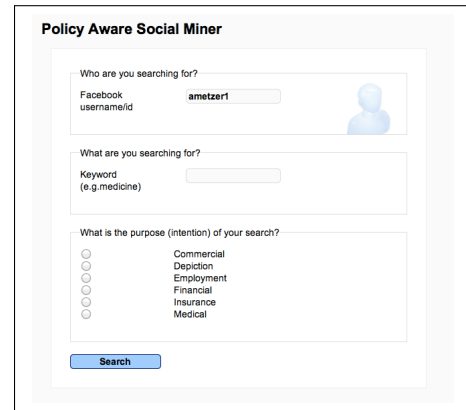 Policy Aware Social Miner
Who are you searching for?
Facebook
username/id
ametzer1
What are you searching for?
Keyword
(e.g.medicine)
What is the purpose (intention) of your search?
Commercial
Depiction
Employment
Financial
Insurance
Medical
Search